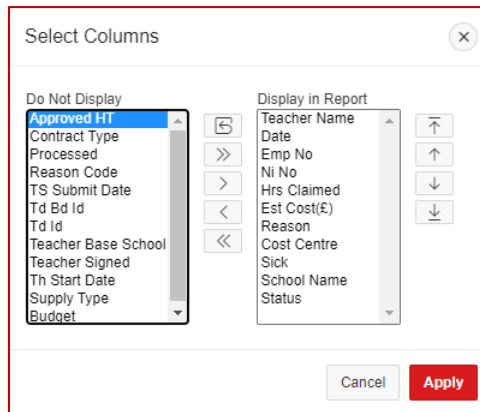 Select Columns
Do Not Display
Approved HT
Contract Type
Processed
Reason Code
TS Submit Date
Td Bd Id
Td Id
Teacher Base School
Teacher Signed
Th Start Date
Supply Type
Budget
Display in Report
Teacher Name
Date
Emp No
Ni No
Hrs Claimed
Est Cost(£)
Reason
Cost Centre
Sick
School Name
Status
Cancel
Apply